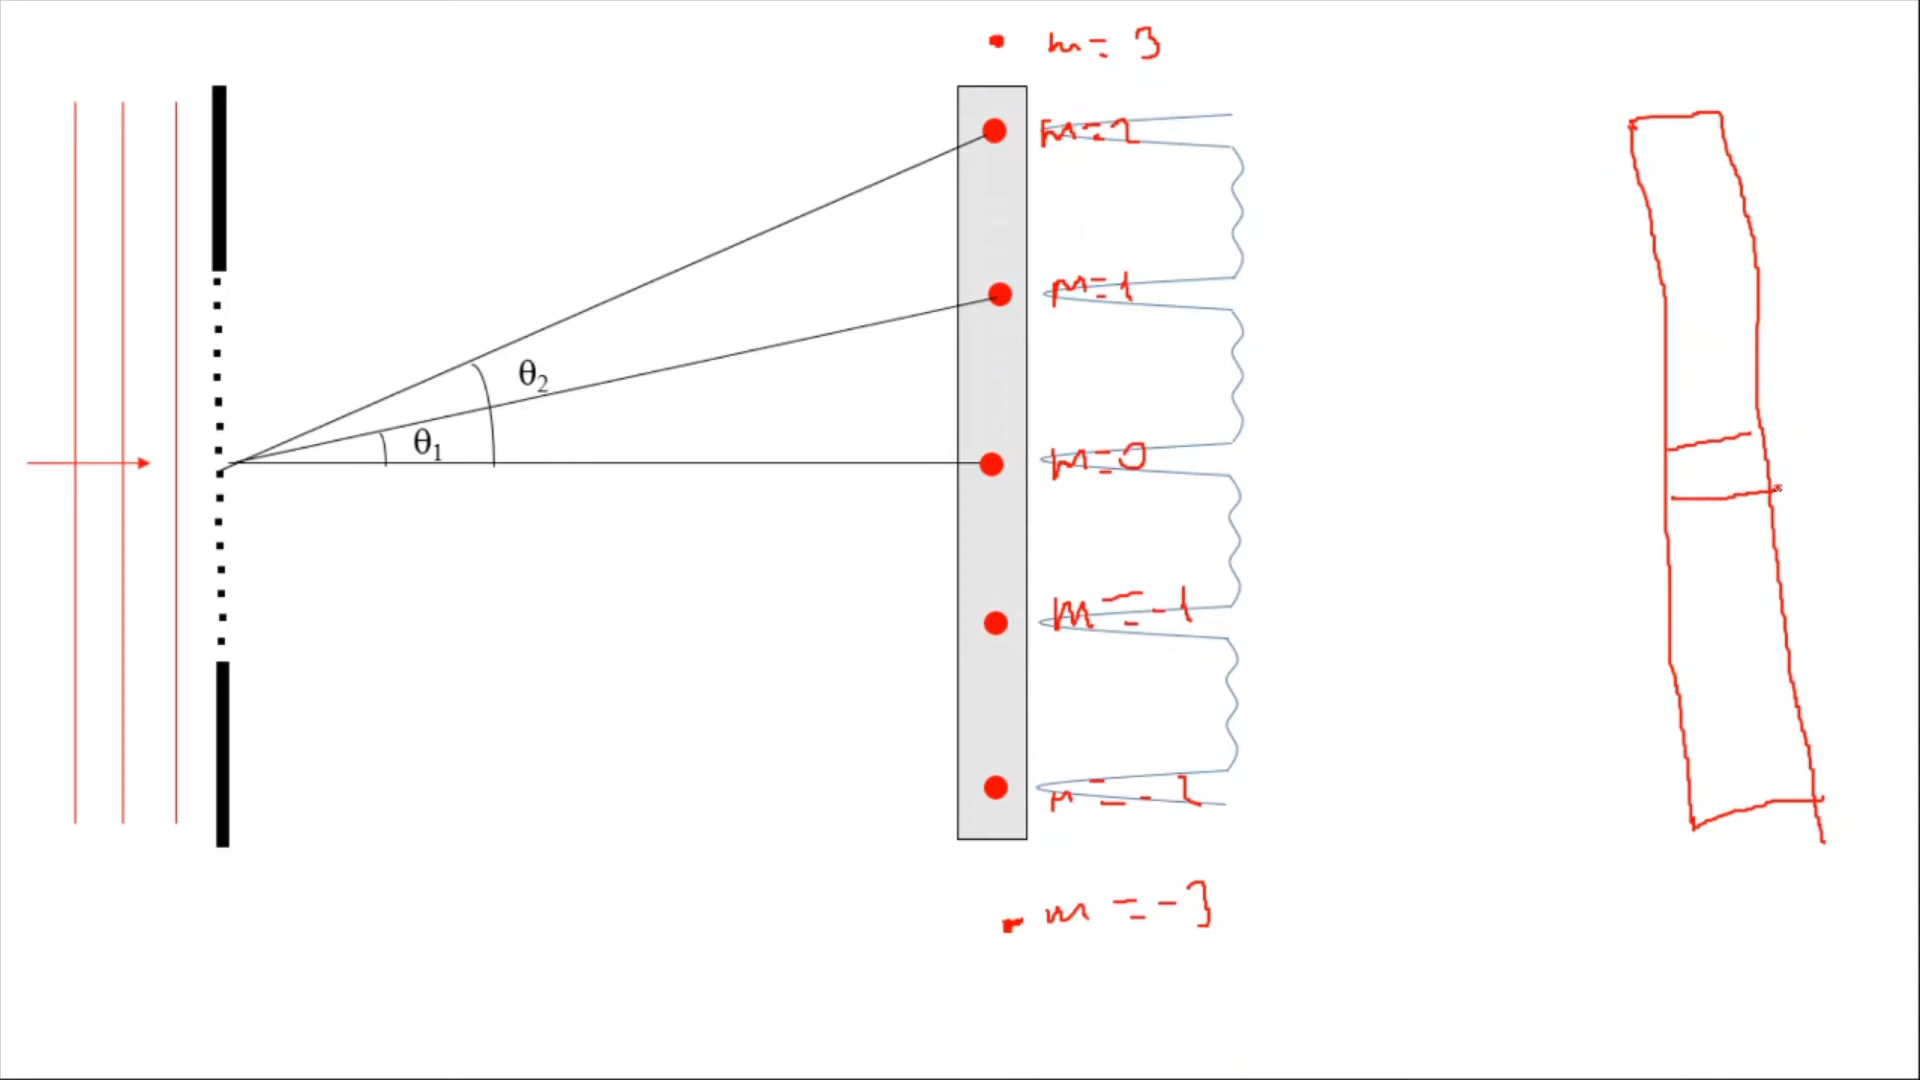 m = 3
m = 2
m = 1
θ2
θ1
m = 0
m = -1
m = -2
m = -3